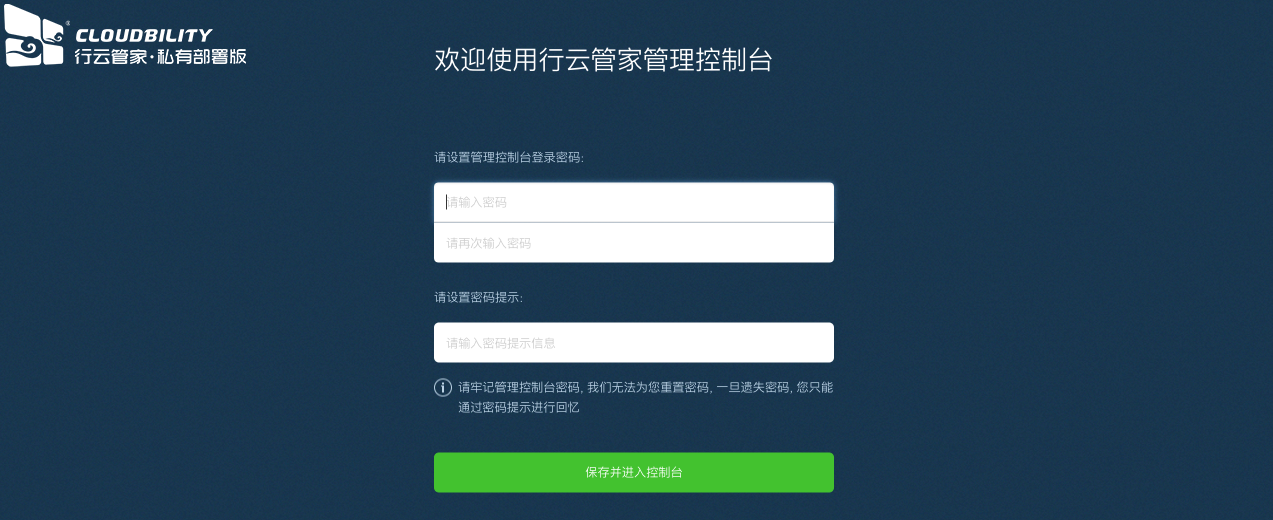 CLOUDBILITY
行云管家·私有部署版
欢迎使用行云管家管理控制台
请设置管理控制台登录密码:
请输入密码
请再次输入密码
请设置密码提示:
请输入密码提示信息
请牢记管理控制台密码, 我们无法为您重置密码, 一旦遗失密码, 您只能
通过密码提示进行回忆
保存并进入控制台